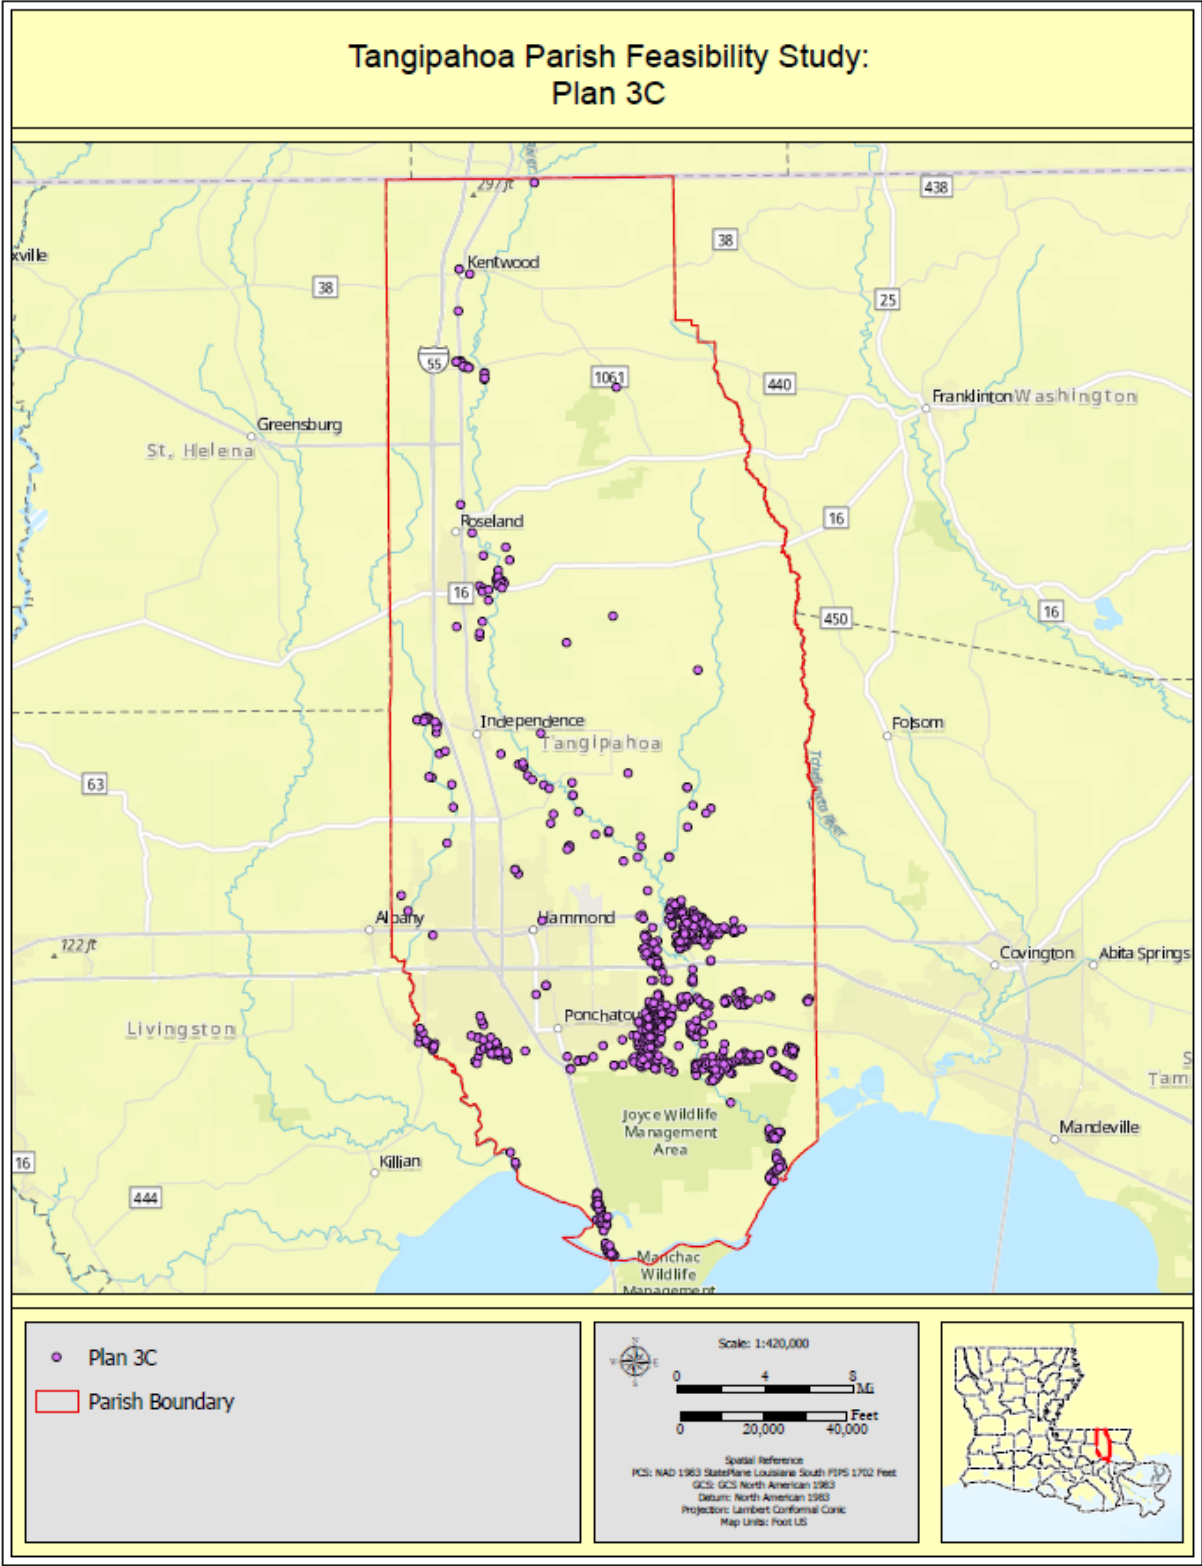 Tangipahoa Parish Feasibility Study:
Plan 3C
297 ft
438
38
xville
Kentwood
38
25
55
1061
440
Franklinton
Washington
Greensburg
St. Helena
16
Roseland
16
16
450
Independence
Folsom
Tangipahoa
63
Tchefuncta River
Albany
Hammond
122 ft
Covington
Abita Springs
Ponchatou
Livingston
S
Tam
Joyce Wildlife
Management
Area
Mandeville
16
Killian
444
Manchac
Wildlife
Management
Plan 3C
Parish Boundary
N
W
E
S
Scale: 1:420,000
0 4 8
Mi
Feet
0 20,000 40,000
Spatial Reference
PCS: NAD 1983 StatePlane Louisiana South FIPS 1702 Feet
GCS: GCS North American 1983
Datum: North American 1983
Projection: Lambert Conformal Conic
Map Units: Foot US